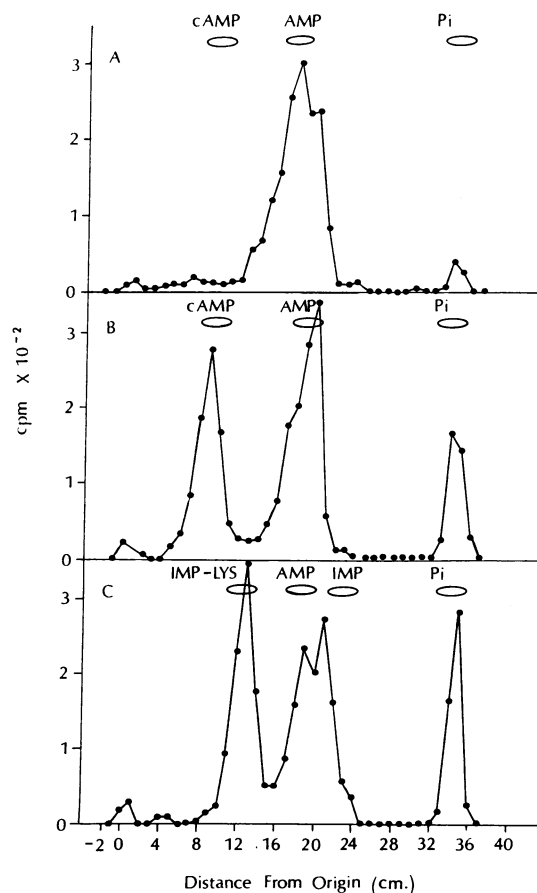 cAMP AMP Pi
A
3
2
1
0
cAMP AMP Pi
B
3
2
1
0
cpm X 10⁻²
IMP-LYS AMP IMP Pi
C
3
2
1
0
-2 0 4 8 12 .16 20 24 28 32 36 40
Distance From Origin (cm.)